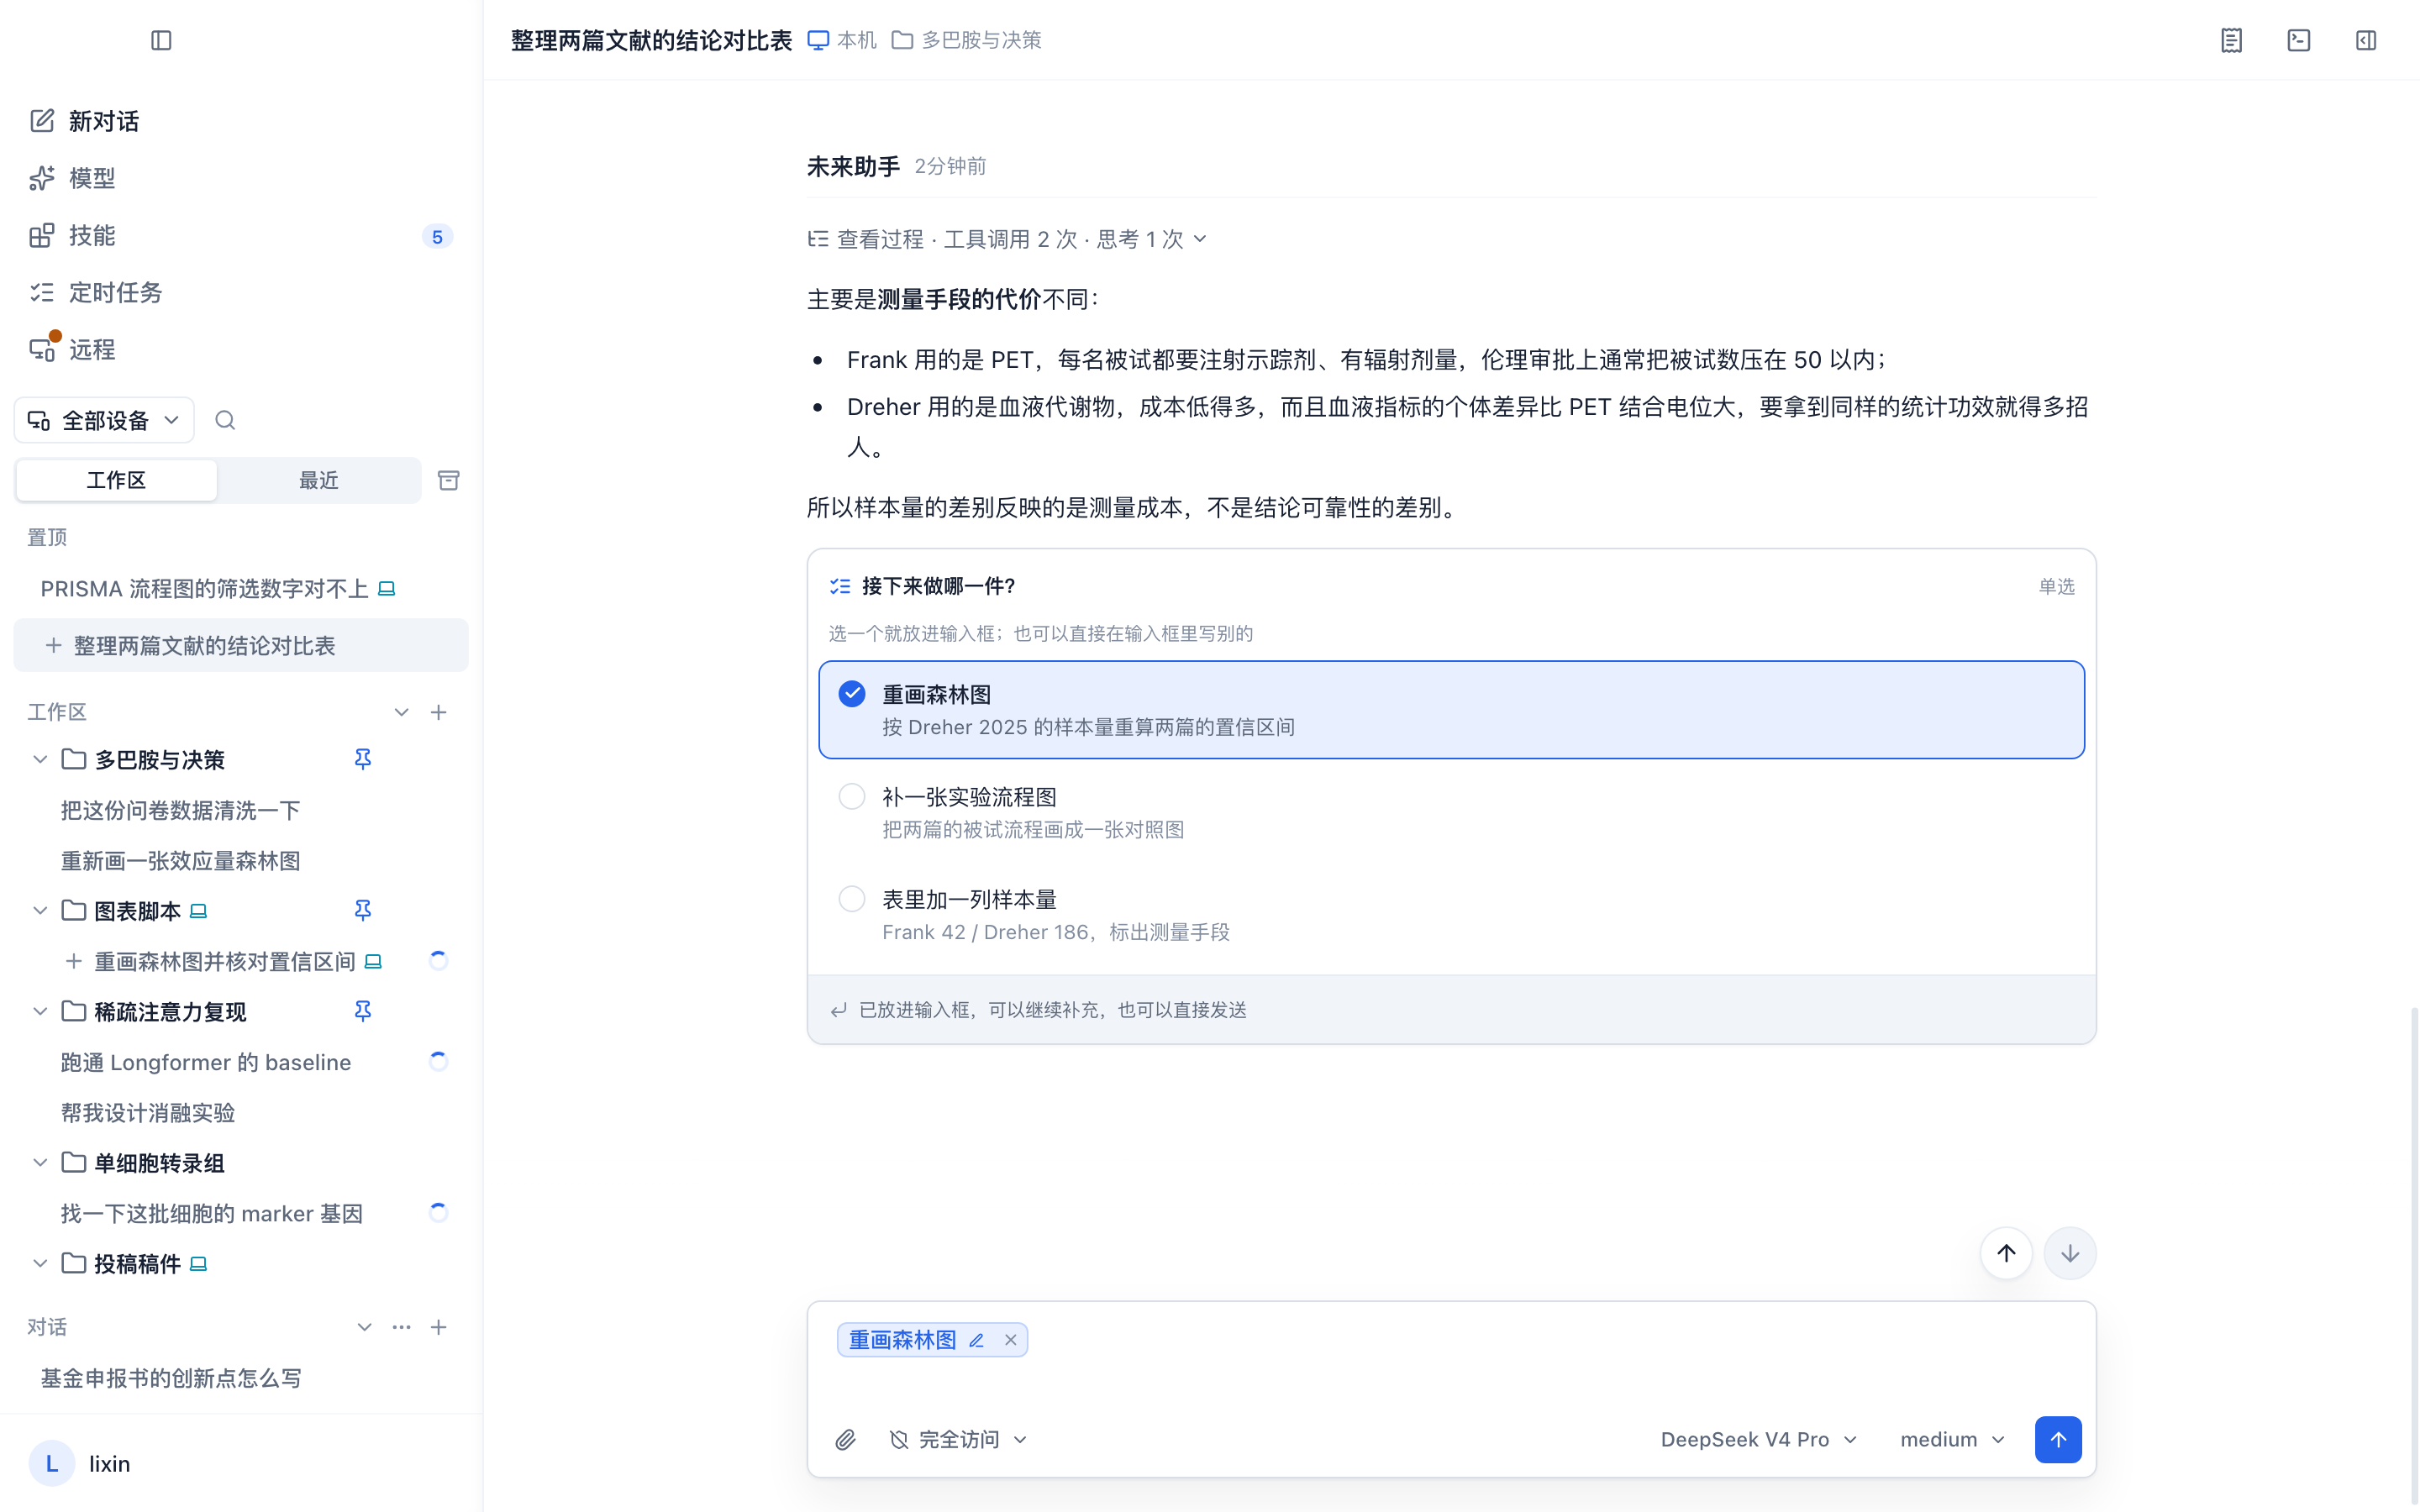 整理两篇文献的结论对比表 本机 多巴胺与决策
新对话
模型
技能 5
定时任务
远程
全部设备
工作区 最近
置顶
PRISMA 流程图的筛选数字对不上
整理两篇文献的结论对比表
工作区
多巴胺与决策
把这份问卷数据清洗一下
重新画一张效应量森林图
图表脚本
重画森林图并核对置信区间
稀疏注意力复现
跑通 Longformer 的 baseline
帮我设计消融实验
单细胞转录组
找一下这批细胞的 marker 基因
投稿稿件
对话
基金申报书的创新点怎么写
L lixin
未来助手 2分钟前
查看过程 · 工具调用 2 次 · 思考 1 次
主要是测量手段的代价不同：
• Frank 用的是 PET，每名被试都要注射示踪剂、有辐射剂量，伦理审批上通常把被试数压在 50 以内；
• Dreher 用的是血液代谢物，成本低得多，而且血液指标的个体差异比 PET 结合电位大，要拿到同样的统计功效就得多招
人。
所以样本量的差别反映的是测量成本，不是结论可靠性的差别。
接下来做哪一件？ 单选
选一个就放进输入框；也可以直接在输入框里写别的
重画森林图
按 Dreher 2025 的样本量重算两篇的置信区间
补一张实验流程图
把两篇的被试流程画成一张对照图
表里加一列样本量
Frank 42 / Dreher 186，标出测量手段
已放进输入框，可以继续补充，也可以直接发送
重画森林图
完全访问 DeepSeek V4 Pro medium